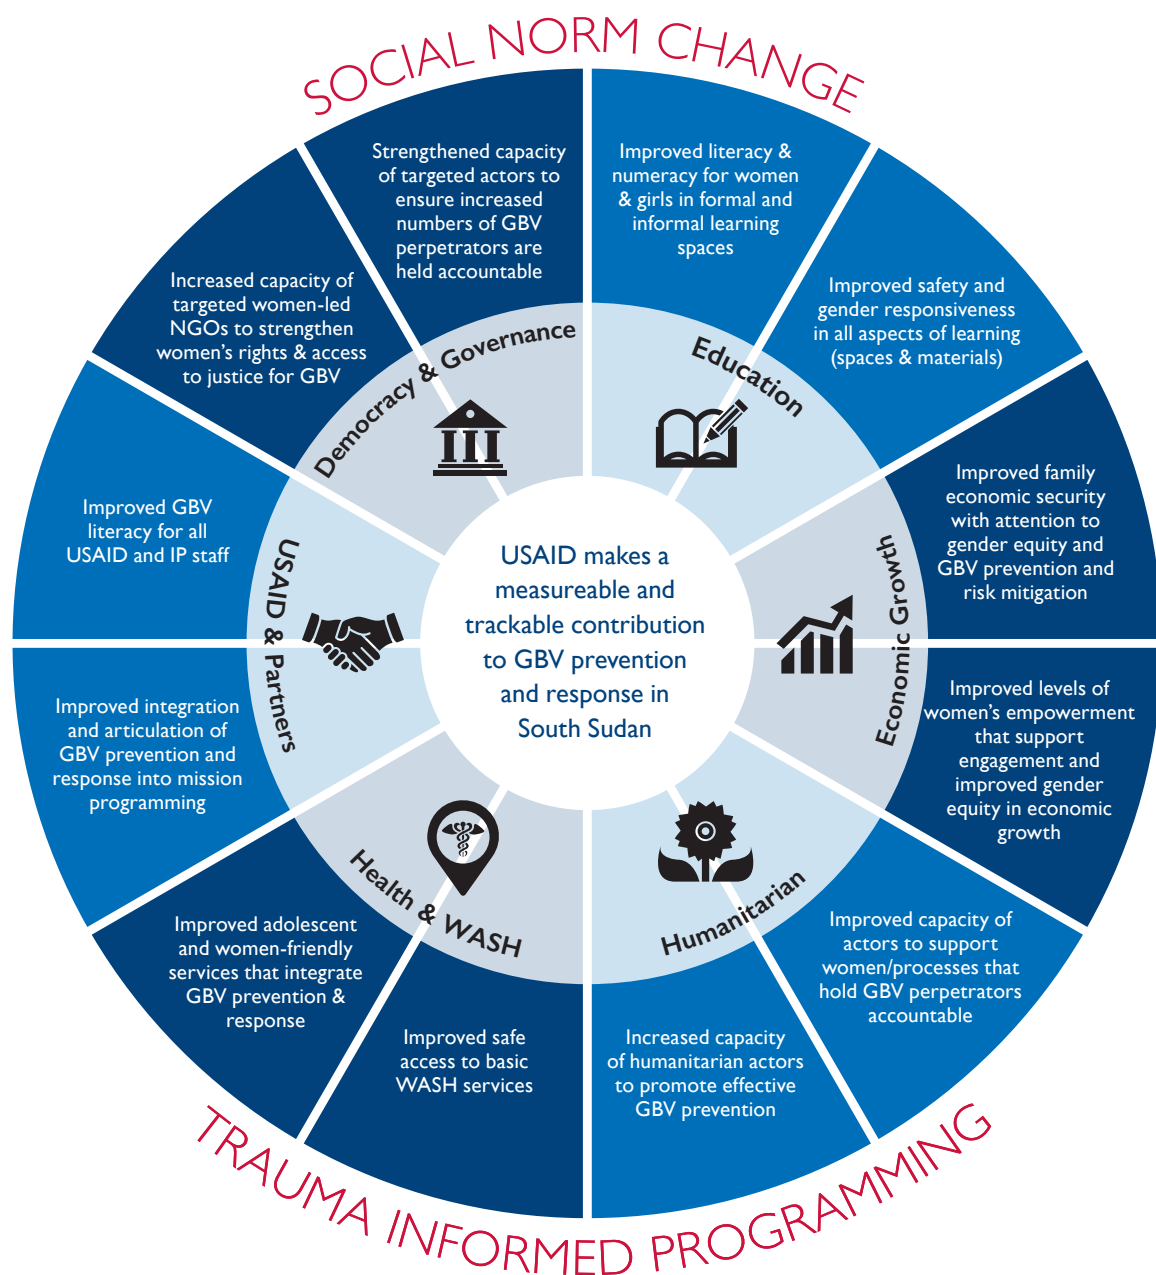 SOCIAL NORM CHANGE
Strengthened capacity
of targeted actors to
ensure increased
numbers of GBV
perpetrators are
held accountable
Improved literacy &
numeracy for women
& girls in formal and
informal learning
spaces
Improved safety and
gender responsiveness
in all aspects of learning
(spaces & materials)
Improved family
economic security
with attention to
gender equity and
GBV prevention and
risk mitigation
Improved levels of
women's empowerment
that support
engagement and
improved gender
equity in economic
growth
Improved capacity of
actors to support
women/processes that
hold GBV perpetrators
accountable
Increased capacity
of humanitarian actors
to promote effective
GBV prevention
Improved safe
access to basic
WASH services
Improved adolescent
and women-friendly
services that integrate
GBV prevention &
response
Improved integration
and articulation of
GBV prevention and
response into mission
programming
Improved GBV
literacy for all
USAID and IP staff
Increased capacity of
targeted women-led
NGOs to strengthen
women's rights & access
to justice for GBV
Democracy & Governance
Education
Economic Growth
Humanitarian
Health & WASH
USAID & Partners
USAID makes a
measureable and
trackable contribution
to GBV prevention
and response in
South Sudan
TRAUMA INFORMED PROGRAMMING